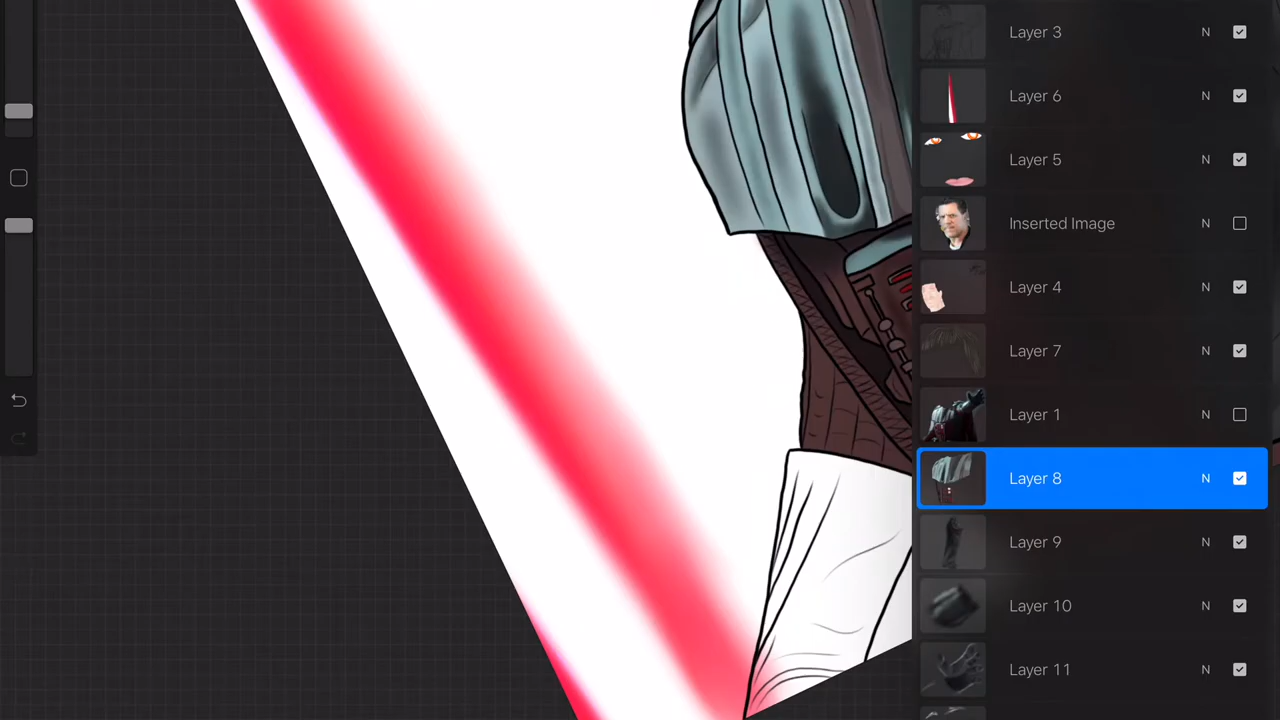 Layer 3 N
Layer 6 N
Layer 5 N
Inserted Image N
Layer 4 N
Layer 7 N
Layer 1 N
Layer 8 N
Layer 9 N
Layer 10 N
Layer 11 N